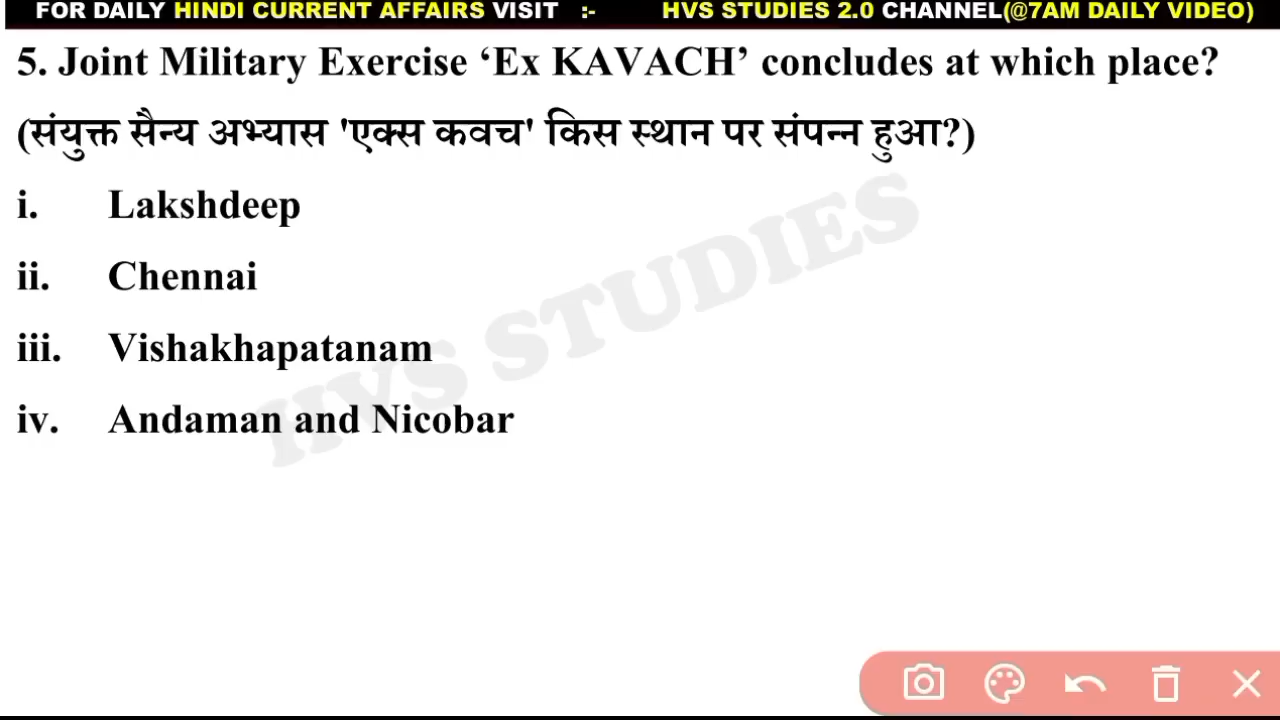 FOR DAILY HINDI CURRENT AFFAIRS VISIT :- HVS STUDIES 2.0 CHANNEL(@7AM DAILY VIDEO)
5. Joint Military Exercise ‘Ex KAVACH’ concludes at which place?
(संयुक्त सैन्य अभ्यास 'एक्स कवच' किस स्थान पर संपन्न हुआ?)
i. Lakshdeep
ii. Chennai
iii. Vishakhapatanam
iv. Andaman and Nicobar
HVS STUDIES